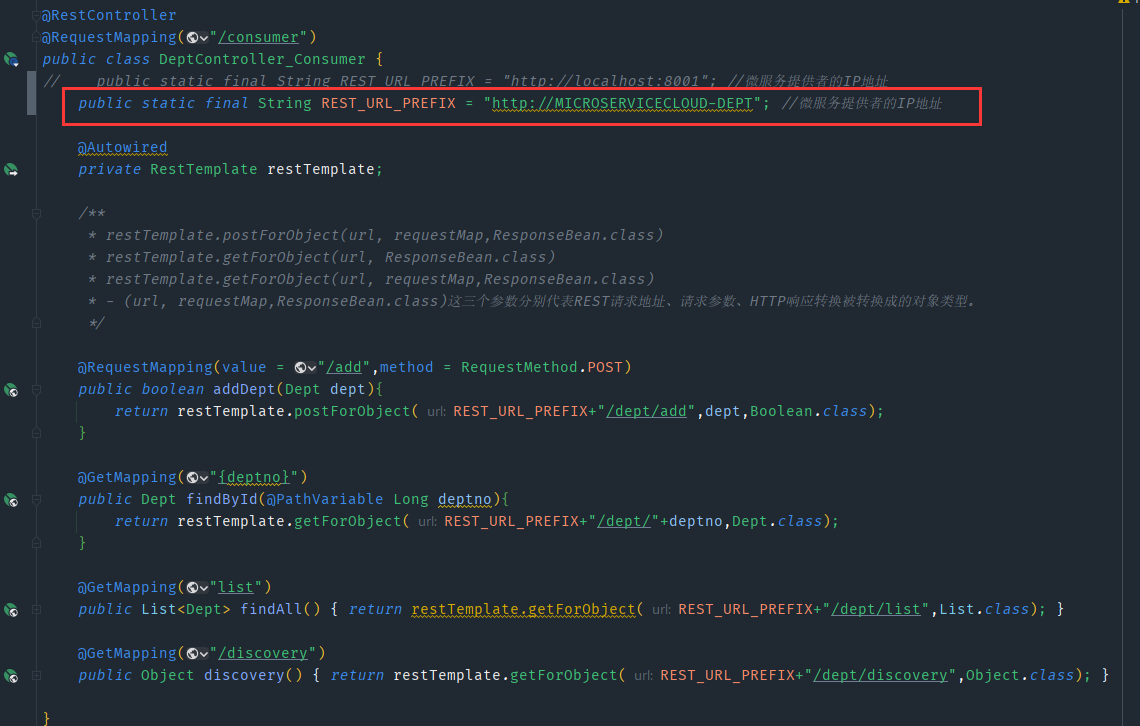 @RestController
@RequestMapping("/consumer")
public class DeptController_Consumer {
//    public static final String REST_URL_PREFIX = "http://localhost:8001"; //微服务提供者的IP地址
    public static final String REST_URL_PREFIX = "http://MICROSERVICECLOUD-DEPT"; //微服务提供者的IP地址
    @Autowired
    private RestTemplate restTemplate;
    /**
     * restTemplate.postForObject(url, requestMap,ResponseBean.class)
     * restTemplate.getForObject(url, ResponseBean.class)
     * restTemplate.getForObject(url, requestMap,ResponseBean.class)
     * - (url, requestMap,ResponseBean.class)这三个参数分别代表REST请求地址、请求参数、HTTP响应转换被转换成的对象类型。
     */
    @RequestMapping(value = "/add",method = RequestMethod.POST)
    public boolean addDept(Dept dept){
        return restTemplate.postForObject( url: REST_URL_PREFIX+"/dept/add",dept,Boolean.class);
    }
    @GetMapping("{deptno}")
    public Dept findById(@PathVariable Long deptno){
        return restTemplate.getForObject( url: REST_URL_PREFIX+"/dept/"+deptno,Dept.class);
    }
    @GetMapping("list")
    public List<Dept> findAll() { return restTemplate.getForObject( url: REST_URL_PREFIX+"/dept/list",List.class); }
    @GetMapping("/discovery")
    public Object discovery() { return restTemplate.getForObject( url: REST_URL_PREFIX+"/dept/discovery",Object.class); }
}